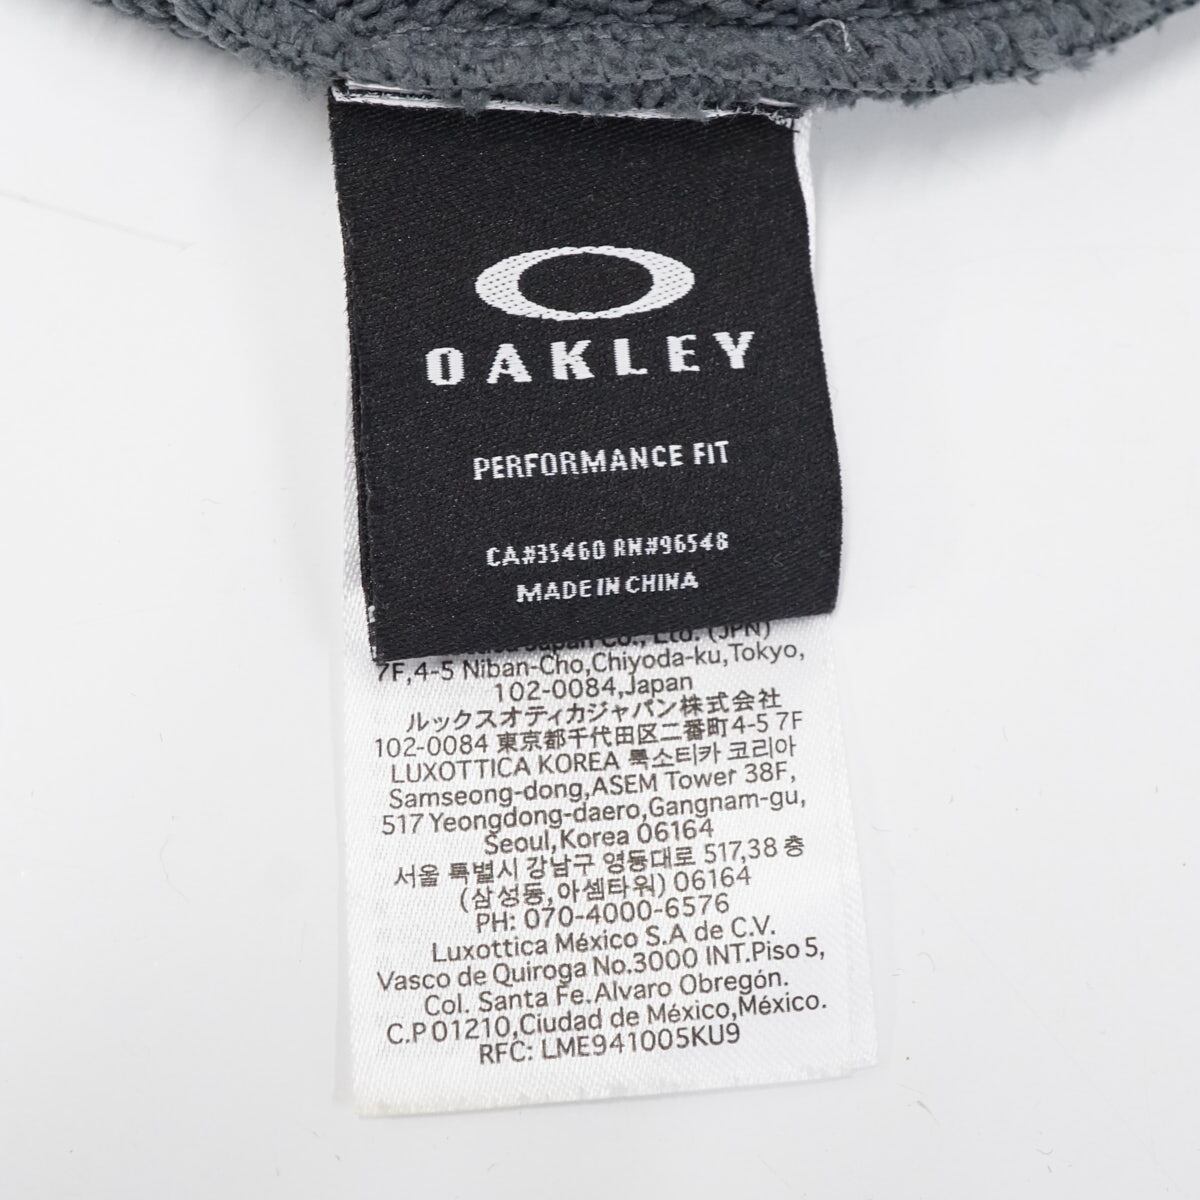 OAKLEY
PERFORMANCE FIT
CA#35460 RN#96548
MADE IN CHINA
Japan Co., Ltd. (JPN)
7F,4-5 Niban-Cho,Chiyoda-ku,Tokyo,
102-0084,Japan
ルックスオティカジャパン株式会社
102-0084 東京都千代田区二番町4-5 7F
LUXOTTICA KOREA 룩소티카 코리아
Samseong-dong,ASEM Tower 38F,
517 Yeongdong-daero,Gangnam-gu,
Seoul,Korea 06164
서울 특별시 강남구 영동대로 517,38 층
(삼성동,아셈타워) 06164
PH: 070-4000-6576
Luxottica México S.A de C.V.
Vasco de Quiroga No.3000 INT.Piso 5,
Col. Santa Fe.Alvaro Obregón.
C.P 01210,Ciudad de México,México.
RFC: LME941005KU9